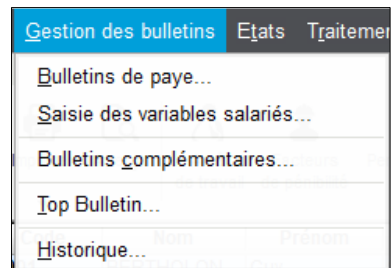 Gestion des bulletins Etats Traitemer
Bulletins de paye...
Saisie des variables salariés...
Bulletins complémentaires...
Top Bulletin...
Code Nom Prénom
Historique...